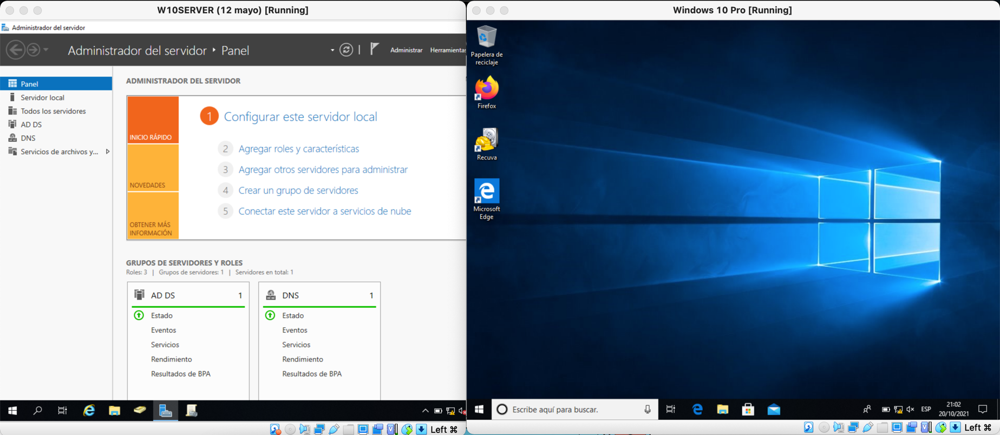 W10SERVER (12 mayo) [Running]
Administrador del servidor
Administrador del servidor ‣ Panel
Administrar
Herramientas
Panel
Servidor local
Todos los servidores
AD DS
DNS
Servicios de archivos y...
ADMINISTRADOR DEL SERVIDOR
INICIO RÁPIDO
NOVEDADES
OBTENER MÁS
INFORMACIÓN
1 Configurar este servidor local
2 Agregar roles y características
3 Agregar otros servidores para administrar
4 Crear un grupo de servidores
5 Conectar este servidor a servicios de nube
GRUPOS DE SERVIDORES Y ROLES
Roles: 3 | Grupos de servidores: 1 | Servidores en total: 1
AD DS 1
Estado
Eventos
Servicios
Rendimiento
Resultados de BPA
DNS 1
Estado
Eventos
Servicios
Rendimiento
Resultados de BPA
Left ⌘
Windows 10 Pro [Running]
Papelera de
reciclaje
Firefox
Recuva
Microsoft
Edge
Escribe aquí para buscar.
ESP
21:02
20/10/2021
Left ⌘